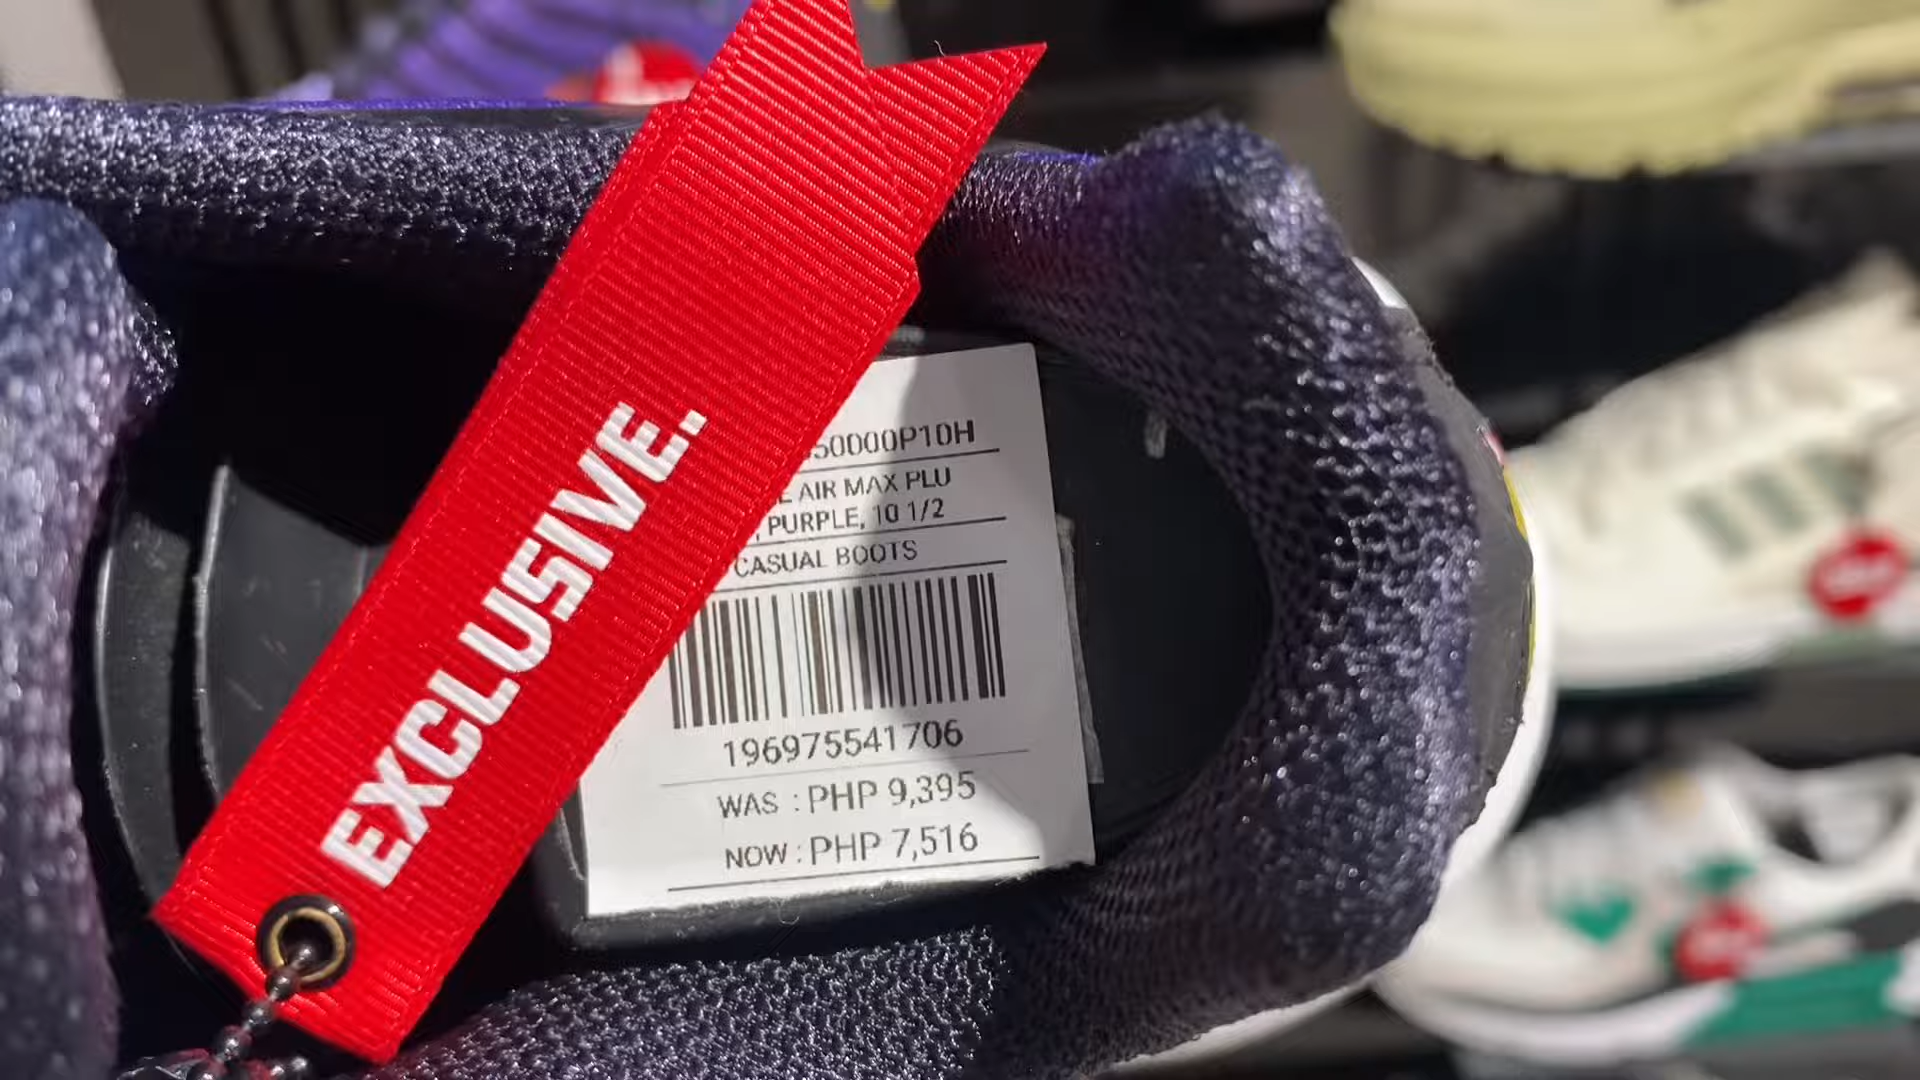 EXCLUSIVE.
50000P10H
AIR MAX PLU
, PURPLE, 10 1/2
CASUAL BOOTS
196975541706
WAS : PHP 9,395
NOW : PHP 7,516